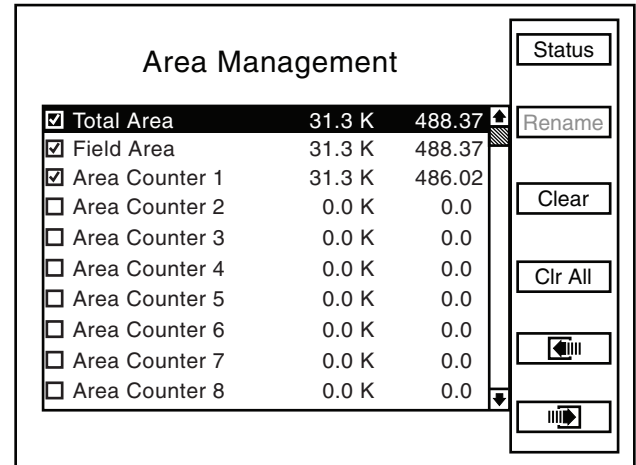 Area Management
Total Area 31.3 K 488.37
Field Area 31.3 K 488.37
Area Counter 1 31.3 K 486.02
Area Counter 2 0.0 K 0.0
Area Counter 3 0.0 K 0.0
Area Counter 4 0.0 K 0.0
Area Counter 5 0.0 K 0.0
Area Counter 6 0.0 K 0.0
Area Counter 7 0.0 K 0.0
Area Counter 8 0.0 K 0.0
Status
Rename
Clear
Clr All